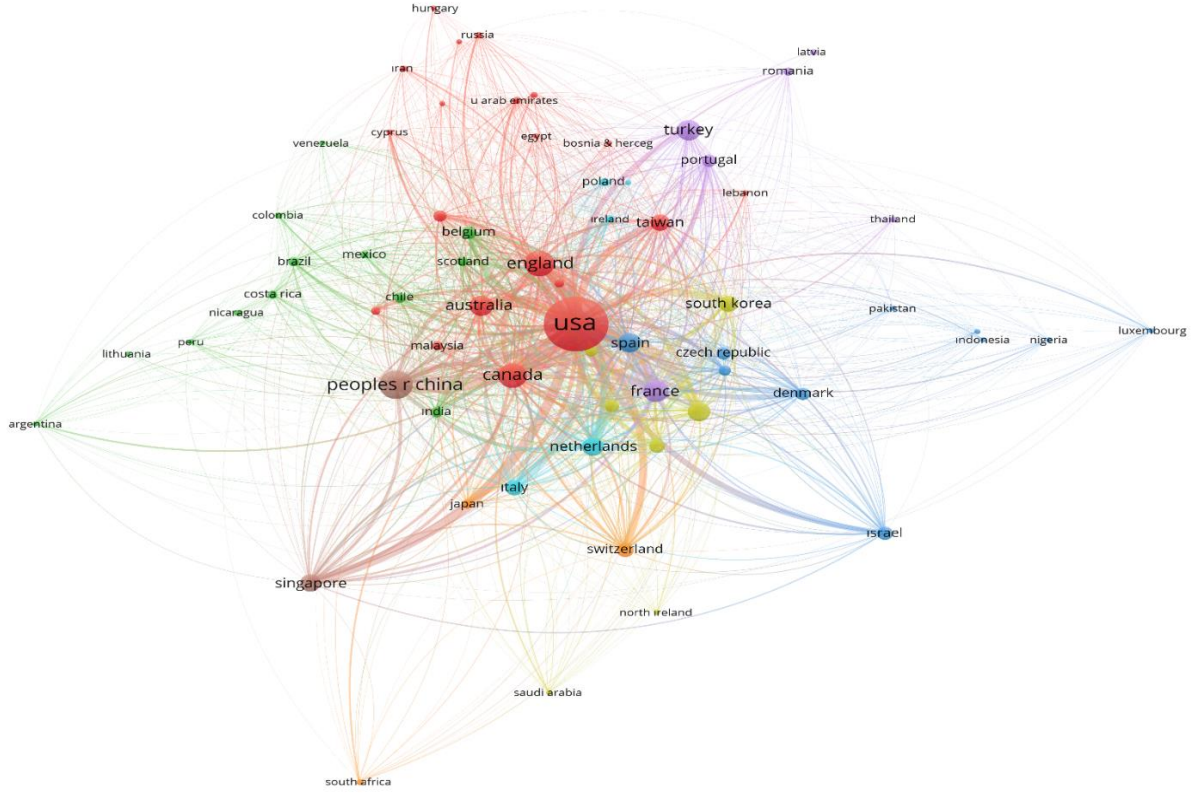 hungary
russia
latvia
iran
romania
u arab emirates
cyprus
egypt
turkey
venezuela
bosnia & herceg
portugal
poland
lebanon
colombia
ireland
taiwan
thailand
belgium
mexico
brazil
scotland
england
costa rica
chile
australia
south korea
nicaragua
usa
pakistan
luxembourg
peru
malaysia
spain
indonesia
nigeria
lithuania
czech republic
peoples r china
canada
france
denmark
india
argentina
netherlands
italy
japan
israel
switzerland
singapore
north ireland
saudi arabia
south africa